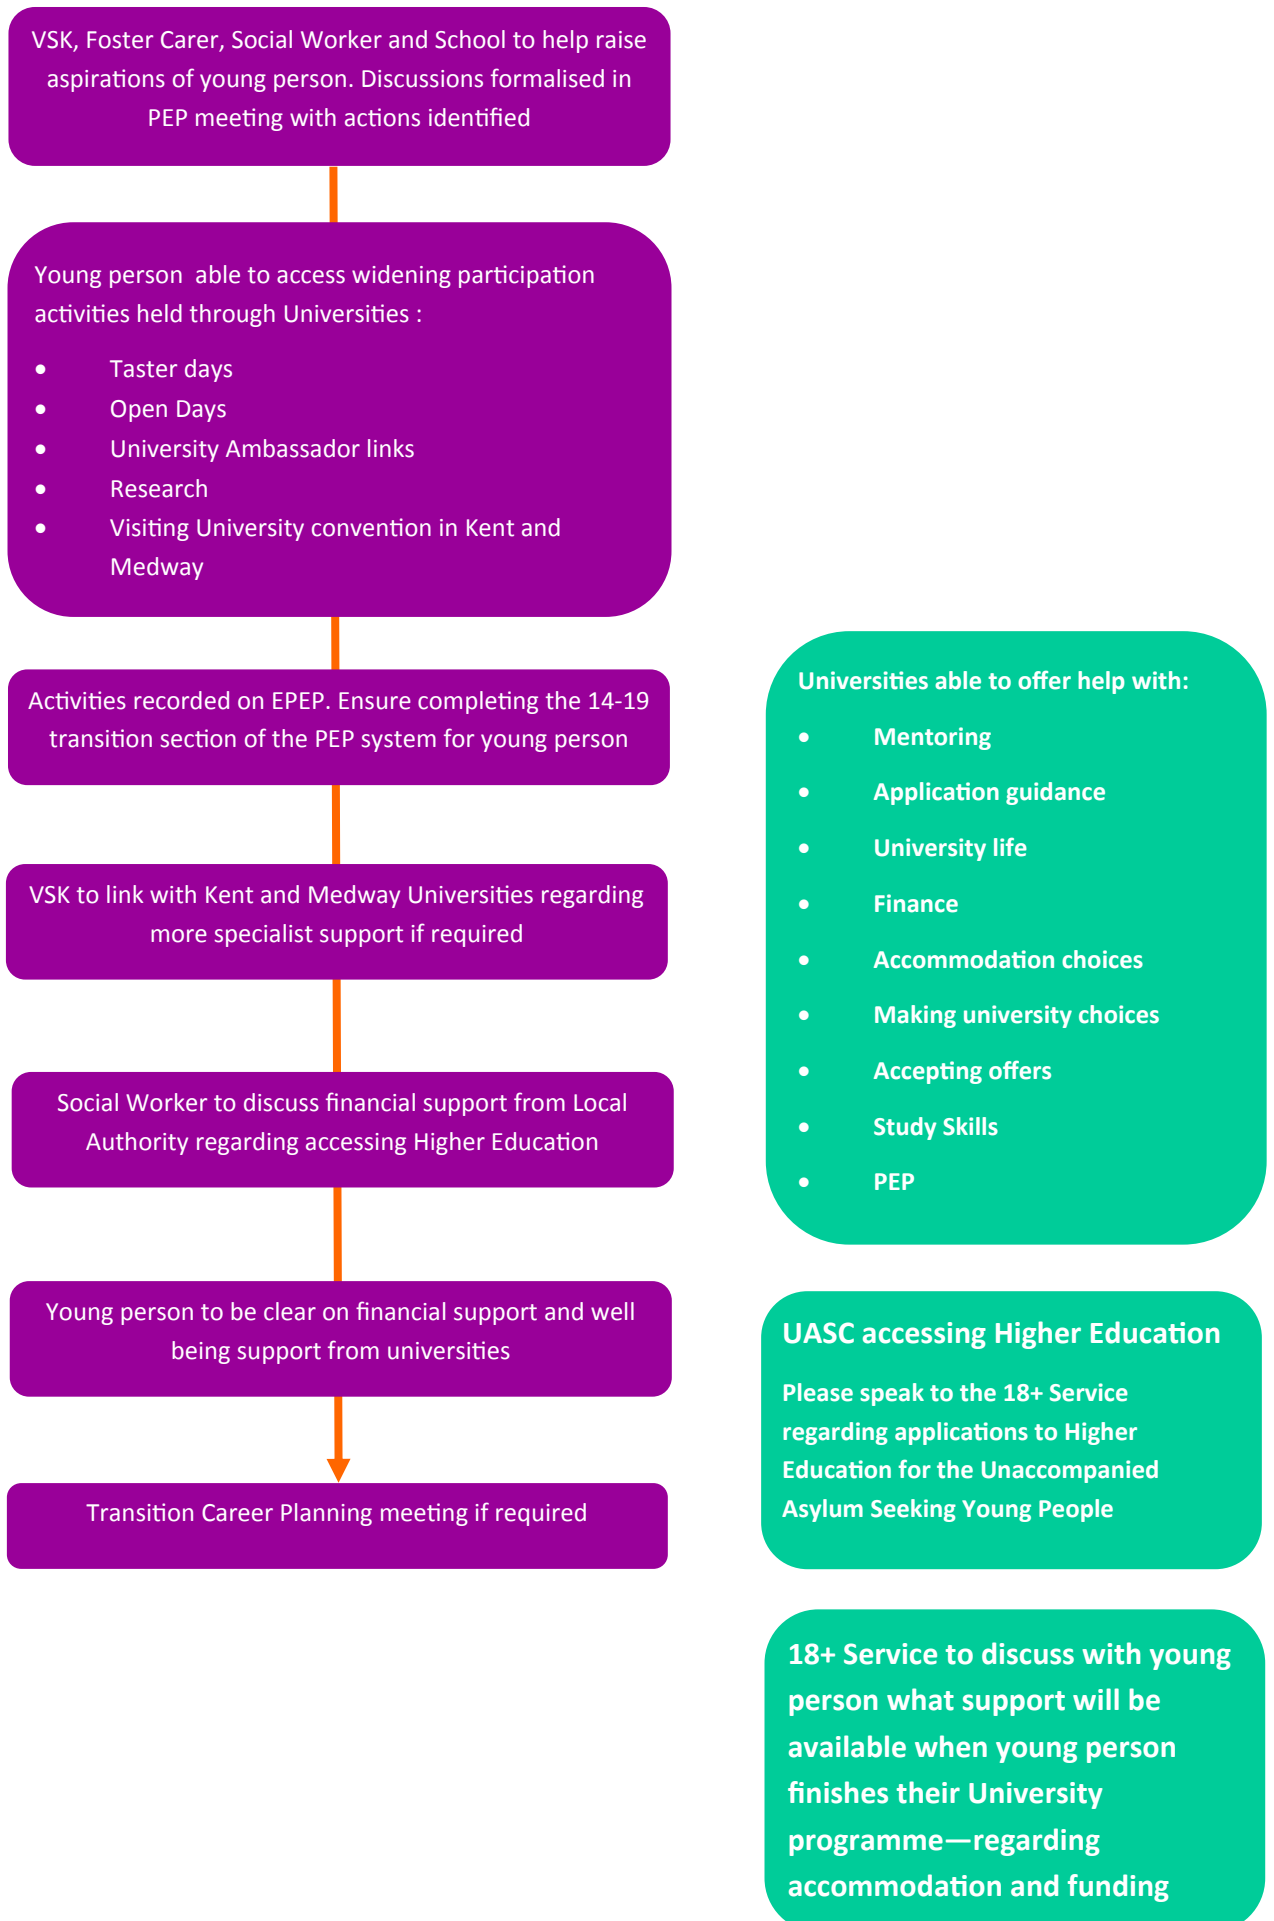 VSK, Foster Carer, Social Worker and School to help raise
aspirations of young person. Discussions formalised in
PEP meeting with actions identified
Young person  able to access widening participation
activities held through Universities :
• Taster days
• Open Days
• University Ambassador links
• Research
• Visiting University convention in Kent and
Medway
Activities recorded on EPEP. Ensure completing the 14-19
transition section of the PEP system for young person
VSK to link with Kent and Medway Universities regarding
more specialist support if required
Social Worker to discuss financial support from Local
Authority regarding accessing Higher Education
Young person to be clear on financial support and well
being support from universities
Transition Career Planning meeting if required
Universities able to offer help with:
• Mentoring
• Application guidance
• University life
• Finance
• Accommodation choices
• Making university choices
• Accepting offers
• Study Skills
• PEP
UASC accessing Higher Education
Please speak to the 18+ Service
regarding applications to Higher
Education for the Unaccompanied
Asylum Seeking Young People
18+ Service to discuss with young
person what support will be
available when young person
finishes their University
programme—regarding
accommodation and funding